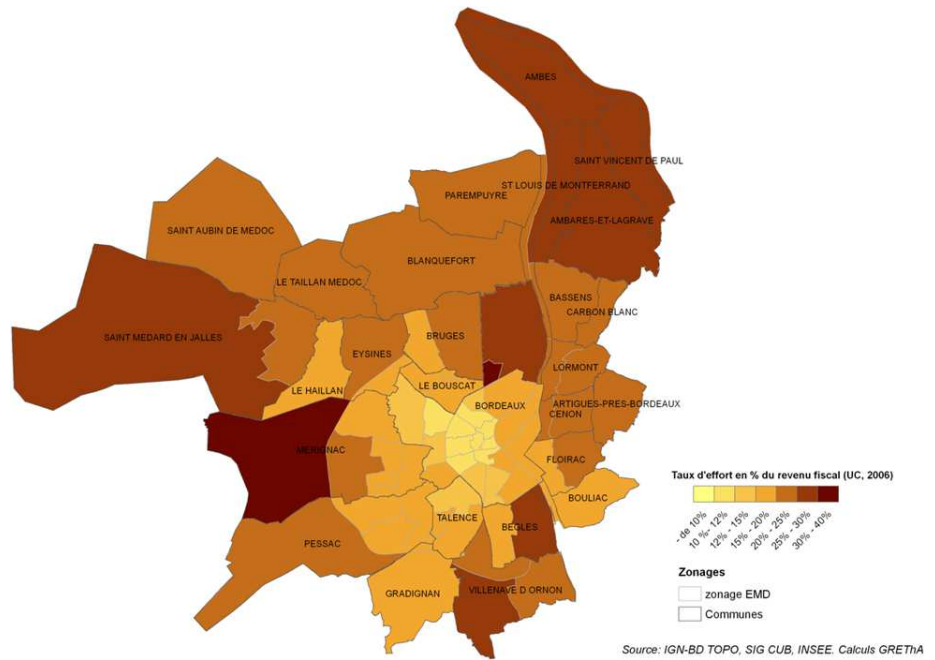 AMBES
SAINT VINCENT DE PAUL
ST LOUIS DE MONTFERRAND
PAREMPUYRE
AMBARES-ET-LAGRAVE
SAINT AUBIN DE MEDOC
BLANQUEFORT
LE TAILLAN MEDOC
BASSENS
CARBON BLANC
SAINT MEDARD EN JALLES
BRUGES
EYSINES
LORMONT
LE BOUSCAT
LE HAILLAN
BORDEAUX
ARTIGUES-PRES-BORDEAUX
CENON
MERIGNAC
FLOIRAC
BOULIAC
TALENCE
BEGLES
PESSAC
GRADIGNAN
VILLENAVE D ORNON
Taux d'effort en % du revenu fiscal (UC, 2006)
- de 10%
10 %- 12%
12% - 15%
15% - 20%
20% - 25%
25% - 30%
30% - 40%
Zonages
zonage EMD
Communes
Source: IGN-BD TOPO, SIG CUB, INSEE. Calculs GREThA